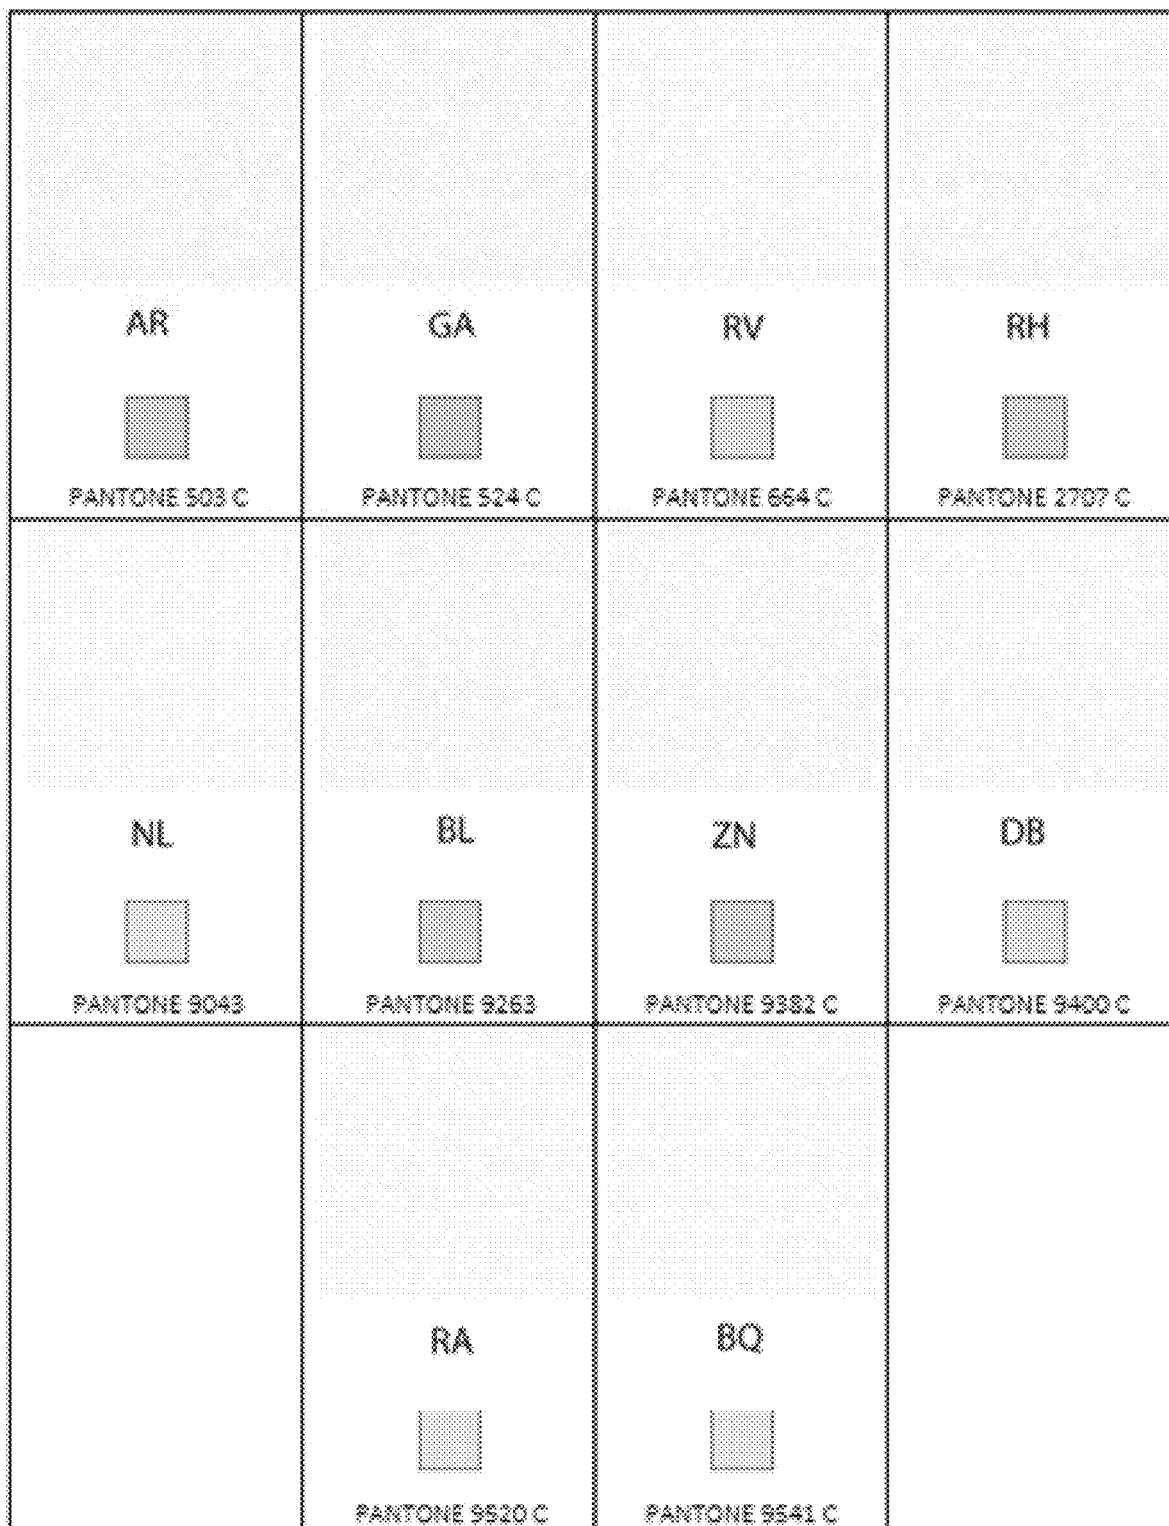 AR GA RV RH
PANTONE 503 C PANTONE 524 C PANTONE 664 C PANTONE 2707 C
NL BL ZN DB
PANTONE 9043 PANTONE 9263 PANTONE 9382 C PANTONE 9400 C
RA BQ
PANTONE 9520 C PANTONE 9541 C